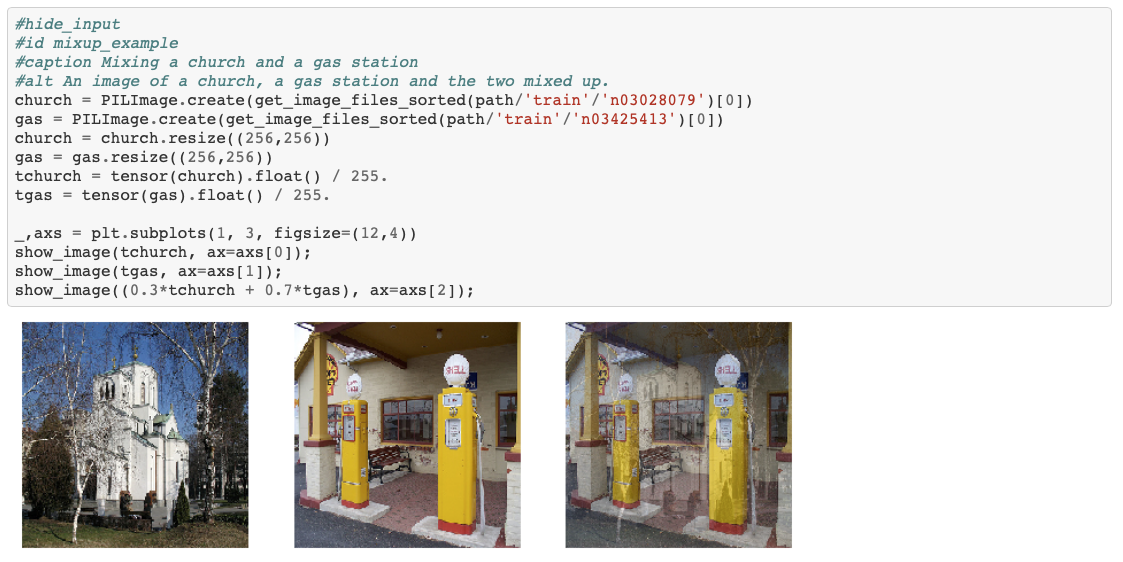 #hide_input
#id mixup_example
#caption Mixing a church and a gas station
#alt An image of a church, a gas station and the two mixed up.
church = PILImage.create(get_image_files_sorted(path/'train'/'n03028079')[0])
gas = PILImage.create(get_image_files_sorted(path/'train'/'n03425413')[0])
church = church.resize((256,256))
gas = gas.resize((256,256))
tchurch = tensor(church).float() / 255.
tgas = tensor(gas).float() / 255.

_,axs = plt.subplots(1, 3, figsize=(12,4))
show_image(tchurch, ax=axs[0]);
show_image(tgas, ax=axs[1]);
show_image((0.3*tchurch + 0.7*tgas), ax=axs[2]);
SHELL
SHELL